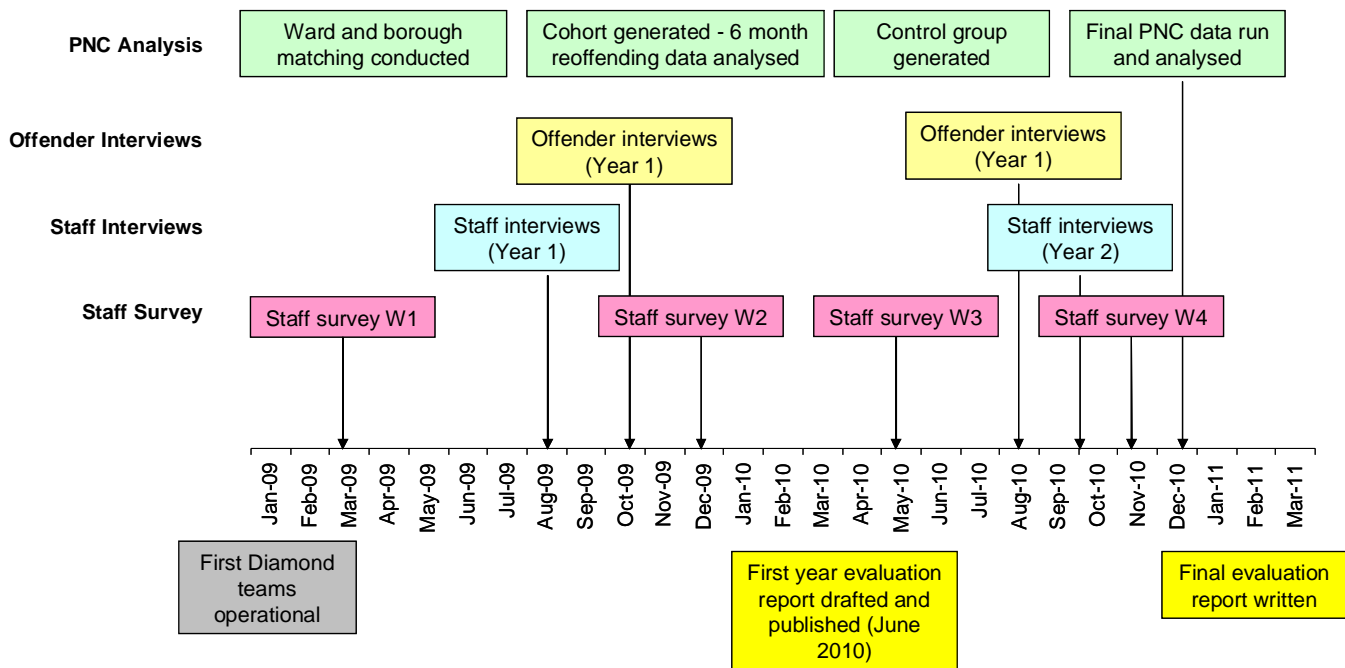 PNC Analysis
Ward and borough
matching conducted
Cohort generated - 6 month
reoffending data analysed
Control group
generated
Final PNC data run
and analysed
Offender Interviews
Offender interviews
(Year 1)
Offender interviews
(Year 1)
Staff Interviews
Staff interviews
(Year 1)
Staff interviews
(Year 2)
Staff Survey
Staff survey W1
Staff survey W2
Staff survey W3
Staff survey W4
Jan-09
Feb-09
Mar-09
Apr-09
May-09
Jun-09
Jul-09
Aug-09
Sep-09
Oct-09
Nov-09
Dec-09
Jan-10
Feb-10
Mar-10
Apr-10
May-10
Jun-10
Jul-10
Aug-10
Sep-10
Oct-10
Nov-10
Dec-10
Jan-11
Feb-11
Mar-11
First Diamond
teams
operational
First year evaluation
report drafted and
published (June
2010)
Final evaluation
report written